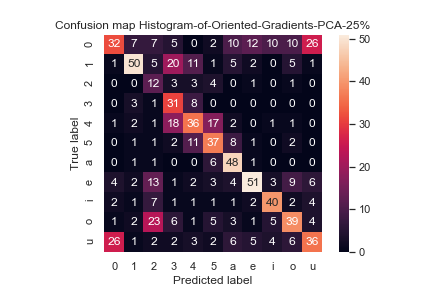 Confusion map Histogram-of-Oriented-Gradients-PCA-25%
0 32 7 7 5 0 2 10 12 10 10 26
1 1 50 5 20 11 1 5 2 0 5 1
2 0 0 12 3 3 4 0 1 0 1 0
3 0 3 1 31 8 0 0 0 0 0 0
4 1 2 1 18 36 17 2 0 1 1 0
5 0 1 1 2 11 37 8 1 0 2 0
a 0 1 1 0 0 6 48 1 0 0 0
e 4 2 13 1 2 3 4 51 3 9 6
i 2 1 7 1 1 1 1 2 40 2 4
o 1 2 23 6 1 5 3 1 5 39 4
u 26 1 2 2 3 2 6 5 4 6 36
0 1 2 3 4 5 a e i o u
True label
Predicted label
50
40
30
20
10
0